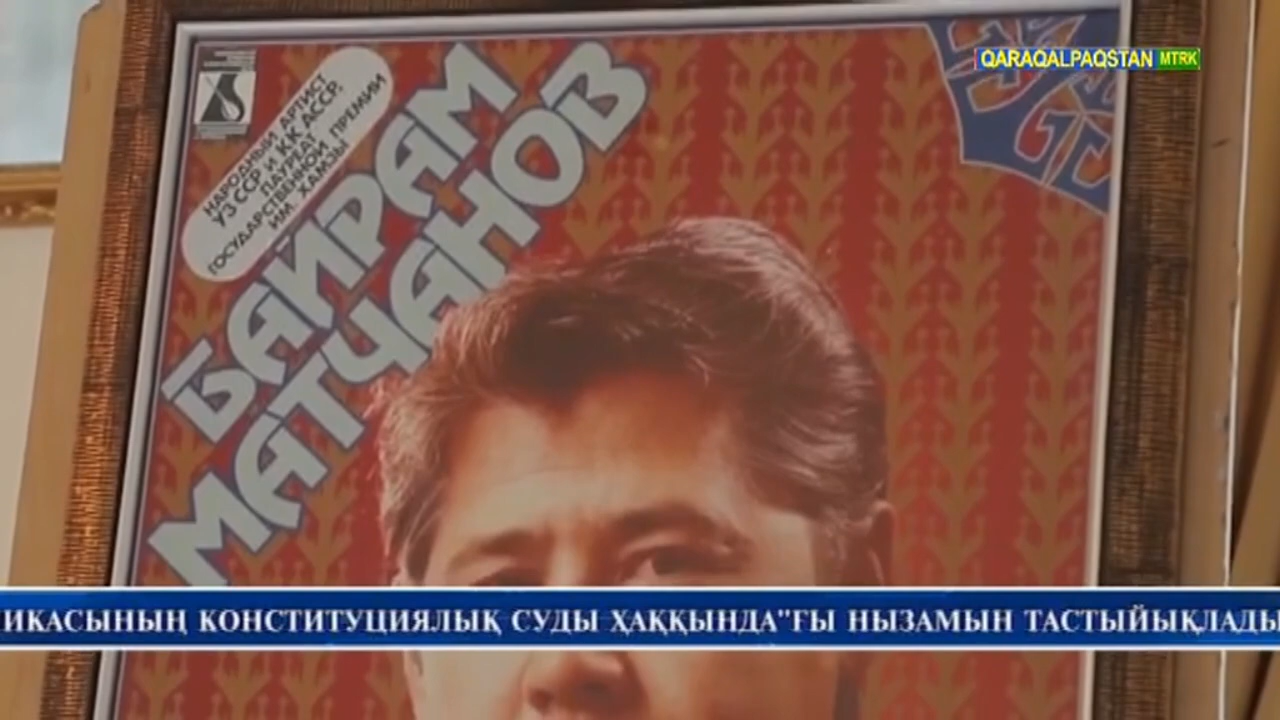 QARAQALPAQSTAN MTRK
НАРОДНЫЙ АРТИСТ
УЗ ССР И КК АССР,
ЛАУРЕАТ
ГОСУДАРСТВЕННОЙ ПРЕМИИ
ИМ. ХАМЗЫ
БАЙРАМ
МАТЧАНОВ
ИКАСЫНЫҢ КОНСТИТУЦИЯЛЫҚ СУДЫ ҲАҚҚЫНДА"ҒЫ НЫЗАМЫН ТАСТЫЙЫҚЛАДЫ